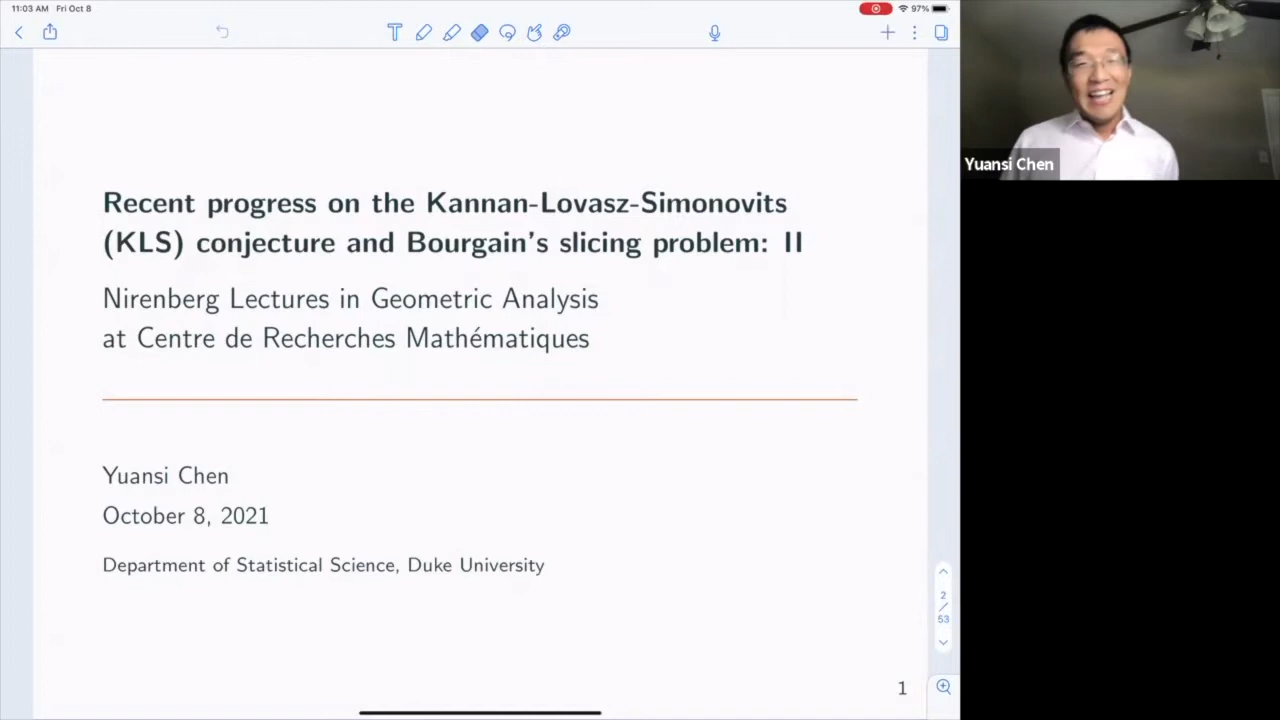 11:03 AM Fri Oct 8
97%
Yuansi Chen
Recent progress on the Kannan-Lovasz-Simonovits
(KLS) conjecture and Bourgain's slicing problem: II
Nirenberg Lectures in Geometric Analysis
at Centre de Recherches Mathématiques
Yuansi Chen
October 8, 2021
Department of Statistical Science, Duke University
2
/
53
1